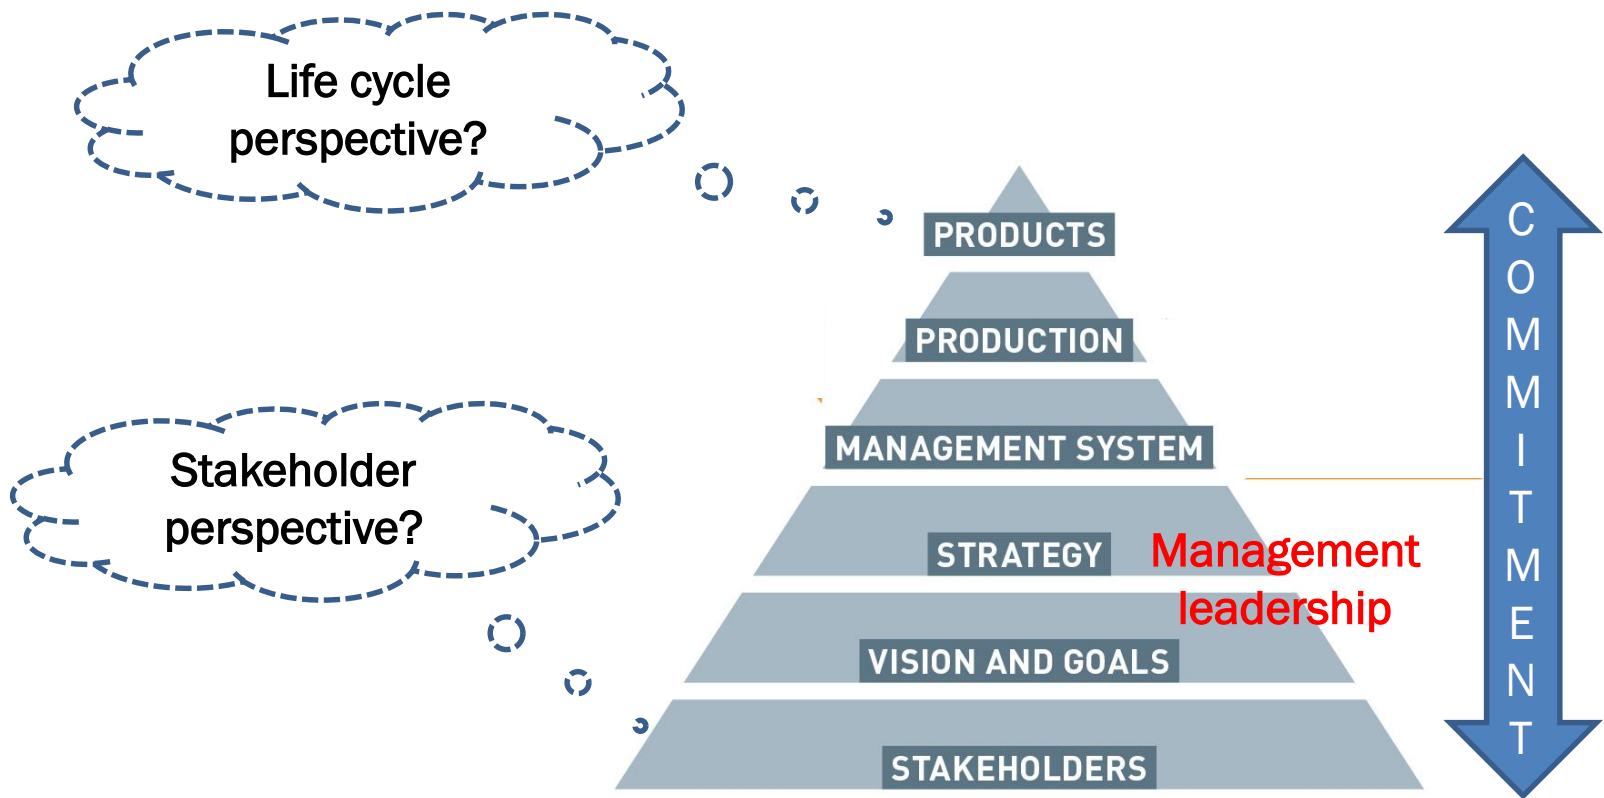 Life cycle
perspective?
PRODUCTS
PRODUCTION
MANAGEMENT SYSTEM
Stakeholder
perspective?
STRATEGY
Management
leadership
VISION AND GOALS
STAKEHOLDERS
COMMITMENT